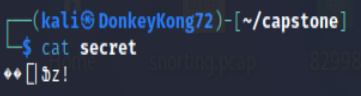 ┌──(kali㉿DonkeyKong72)-[~/capstone]
└─$ cat secret
��z!